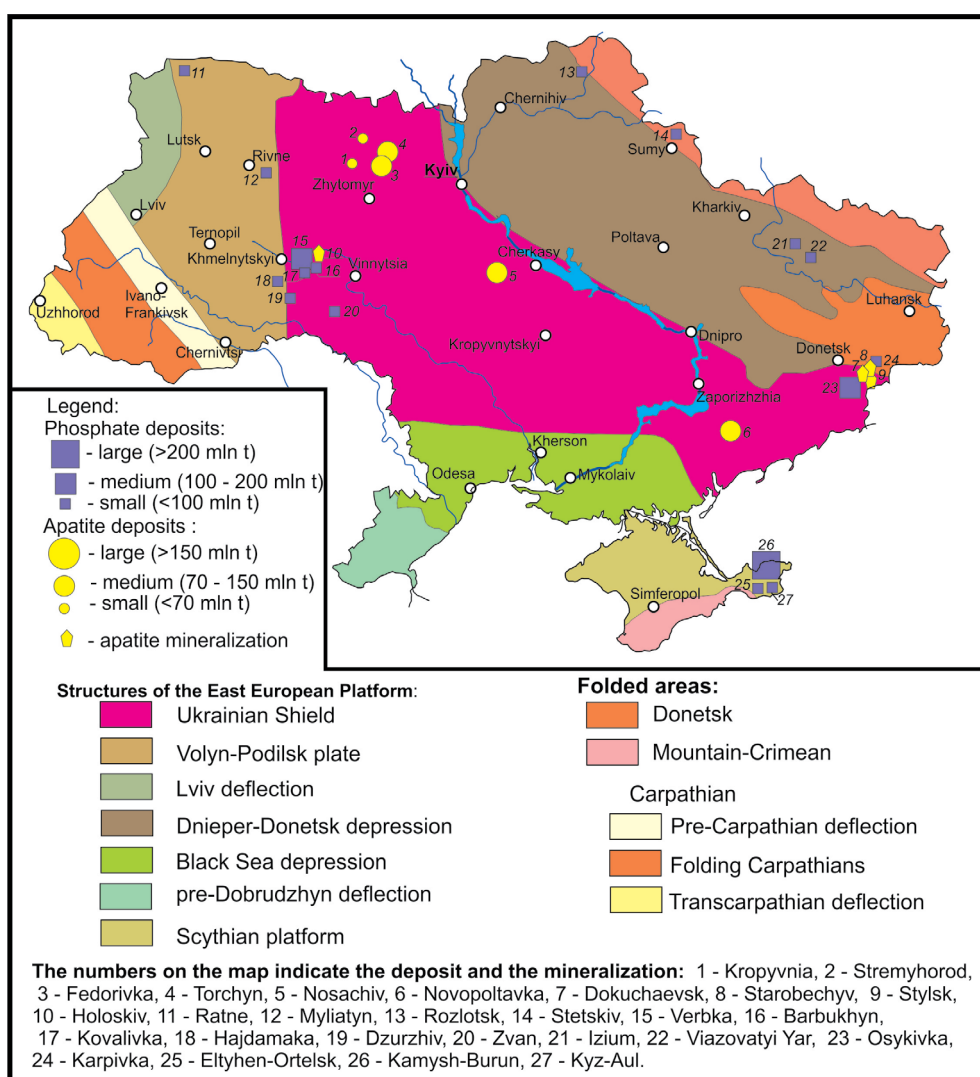 11
13
Chernihiv
2
4
14
Lutsk
Rivne
1
Sumy
12
3
Kyiv
Zhytomyr
Lviv
Kharkiv
Ternopil
15
Poltava
21
22
Khmelnytskyi
10
Cherkasy
17
16
Vinnytsia
18
5
Ivano-
Frankivsk
19
Uzhhorod
20
Luhansk
Chernivtsi
Kropyvnytskyi
Dnipro
Donetsk
8
24
7
9
23
Zaporizhzhia
6
Kherson
Odesa
Mykolaiv
26
25
27
Simferopol
Legend:
Phosphate deposits:
- large (>200 mln t)
- medium (100 - 200 mln t)
- small (<100 mln t)
Apatite deposits :
- large (>150 mln t)
- medium (70 - 150 mln t)
- small (<70 mln t)
- apatite mineralization
Structures of the East European Platform:
Ukrainian Shield
Volyn-Podilsk plate
Lviv deflection
Dnieper-Donetsk depression
Black Sea depression
pre-Dobrudzhyn deflection
Scythian platform
Folded areas:
Donetsk
Mountain-Crimean
Carpathian
Pre-Carpathian deflection
Folding Carpathians
Transcarpathian deflection
The numbers on the map indicate the deposit and the mineralization: 1 - Kropyvnia, 2 - Stremyhorod,
3 - Fedorivka, 4 - Torchyn, 5 - Nosachiv, 6 - Novopoltavka, 7 - Dokuchaevsk, 8 - Starobechyv, 9 - Stylsk,
10 - Holoskiv, 11 - Ratne, 12 - Myliatyn, 13 - Rozlotsk, 14 - Stetskiv, 15 - Verbka, 16 - Barbukhyn,
17 - Kovalivka, 18 - Hajdamaka, 19 - Dzurzhiv, 20 - Zvan, 21 - Izium, 22 - Viazovatyi Yar, 23 - Osykivka,
24 - Karpivka, 25 - Eltyhen-Ortelsk, 26 - Kamysh-Burun, 27 - Kyz-Aul.